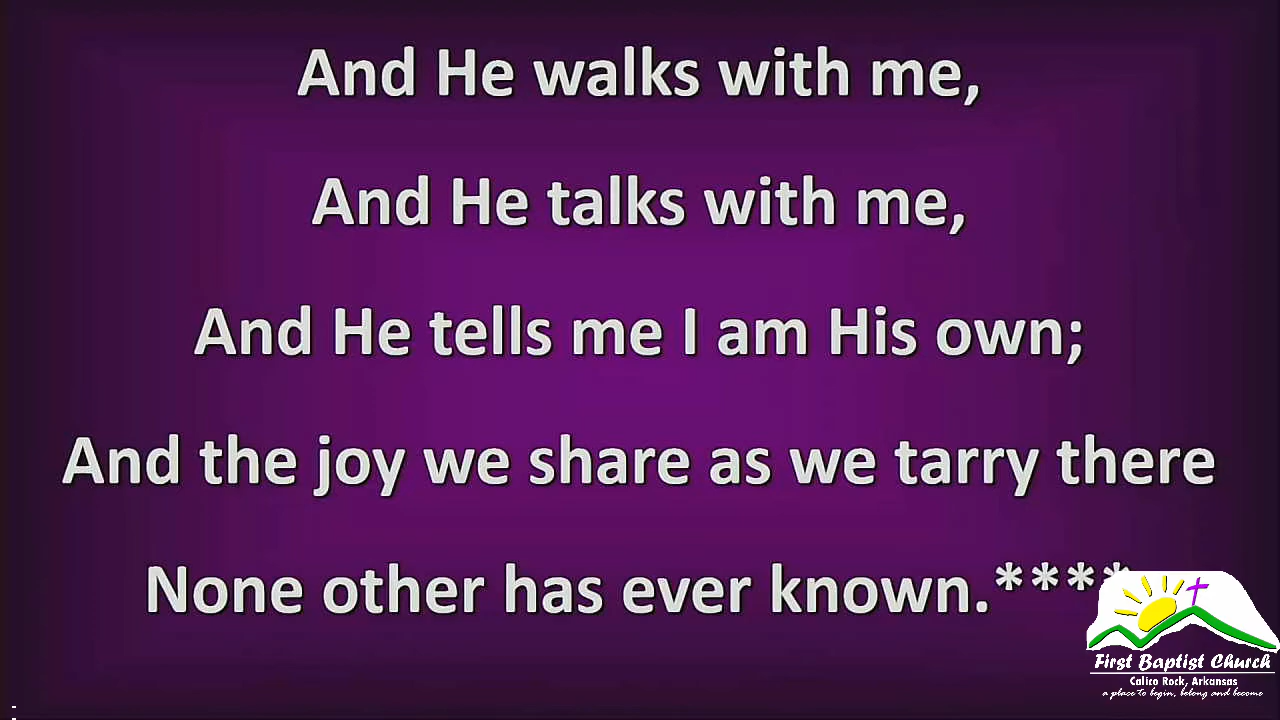 And He walks with me,
And He talks with me,
And He tells me I am His own;
And the joy we share as we tarry there
None other has ever known.****
First Baptist Church
Calico Rock, Arkansas
a place to begin, belong and become